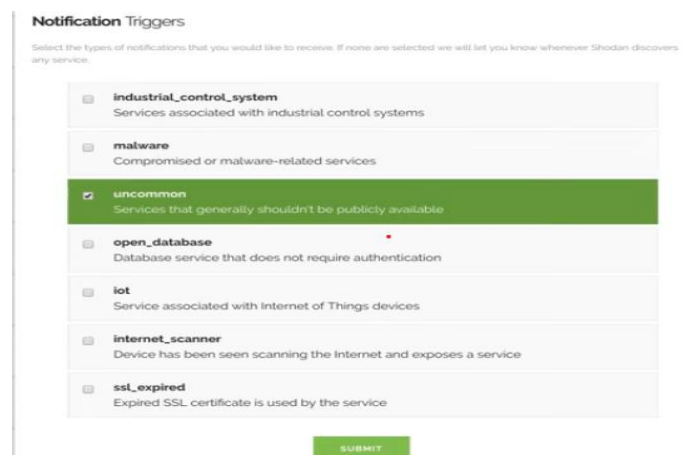 Notification Triggers
Select the types of notifications that you would like to receive. If none are selected we will let you know whenever Shodan discovers
any service.
industrial_control_system
Services associated with industrial control systems
malware
Compromised or malware-related services
uncommon
Services that generally shouldn't be publicly available
open_database
Database service that does not require authentication
iot
Service associated with Internet of Things devices
internet_scanner
Device has been seen scanning the Internet and exposes a service
ssl_expired
Expired SSL certificate is used by the service
SUBMIT